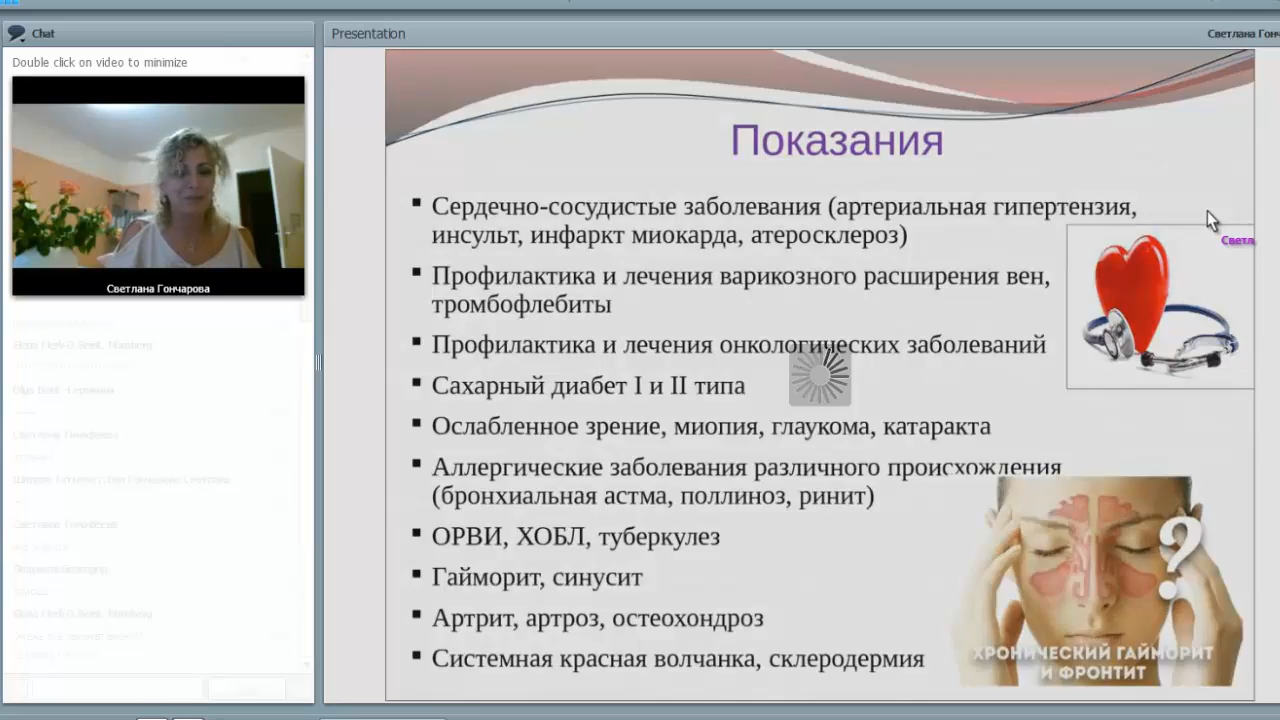 Chat
Double click on video to minimize
Светлана Гончарова
Presentation
Светлана Гонч
Показания
Сердечно-сосудистые заболевания (артериальная гипертензия,
инсульт, инфаркт миокарда, атеросклероз)
Светл
Профилактика и лечения варикозного расширения вен,
тромбофлебиты
Профилактика и лечения онкологических заболеваний
Сахарный диабет I и II типа
Ослабленное зрение, миопия, глаукома, катаракта
Аллергические заболевания различного происхождения
(бронхиальная астма, поллиноз, ринит)
ОРВИ, ХОБЛ, туберкулез
Гайморит, синусит
Артрит, артроз, остеохондроз
Системная красная волчанка, склеродермия
?
ХРОНИЧЕСКИЙ ГАЙМОРИТ
И ФРОНТИТ